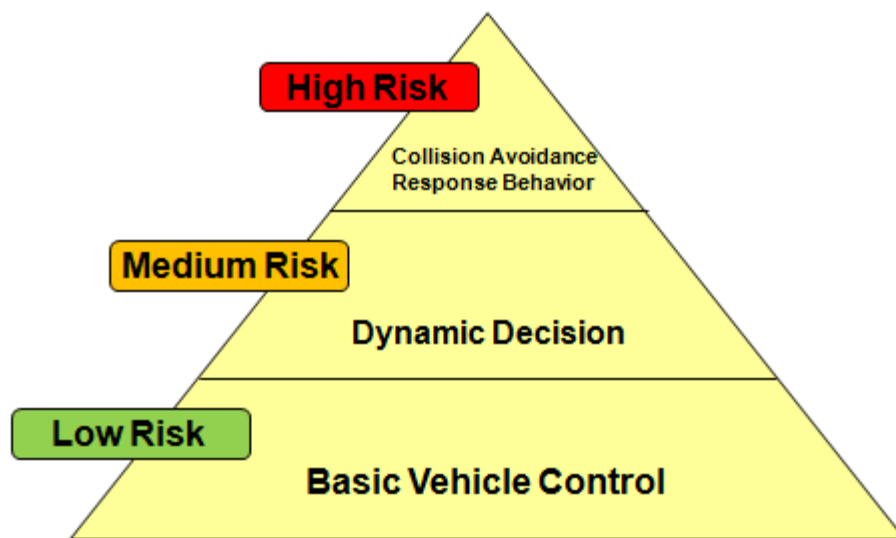 High Risk
Collision Avoidance
Response Behavior
Medium Risk
Dynamic Decision
Low Risk
Basic Vehicle Control